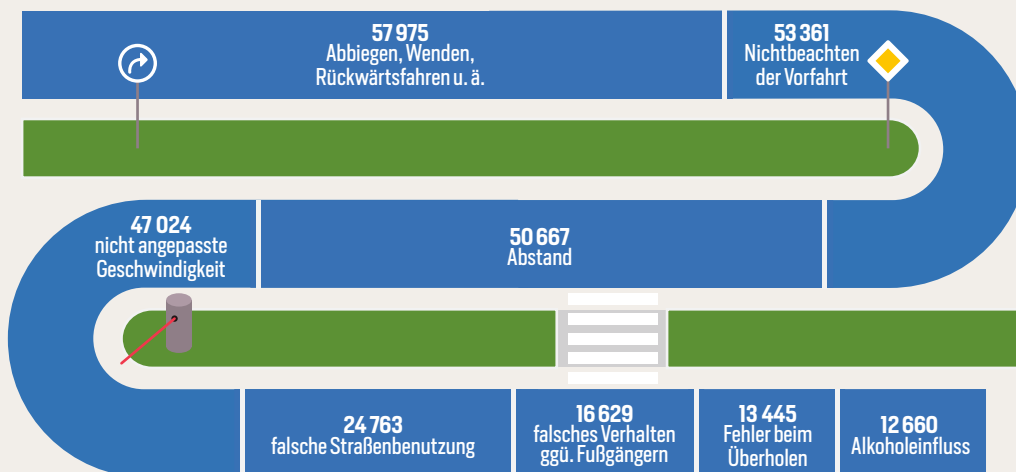 57 975
Abbiegen, Wenden,
Rückwärtsfahren u. ä.
53 361
Nichtbeachten
der Vorfahrt
47 024
nicht angepasste
Geschwindigkeit
50 667
Abstand
24 763
falsche Straßenbenutzung
16 629
falsches Verhalten
ggü. Fußgängern
13 445
Fehler beim
Überholen
12 660
Alkoholeinfluss